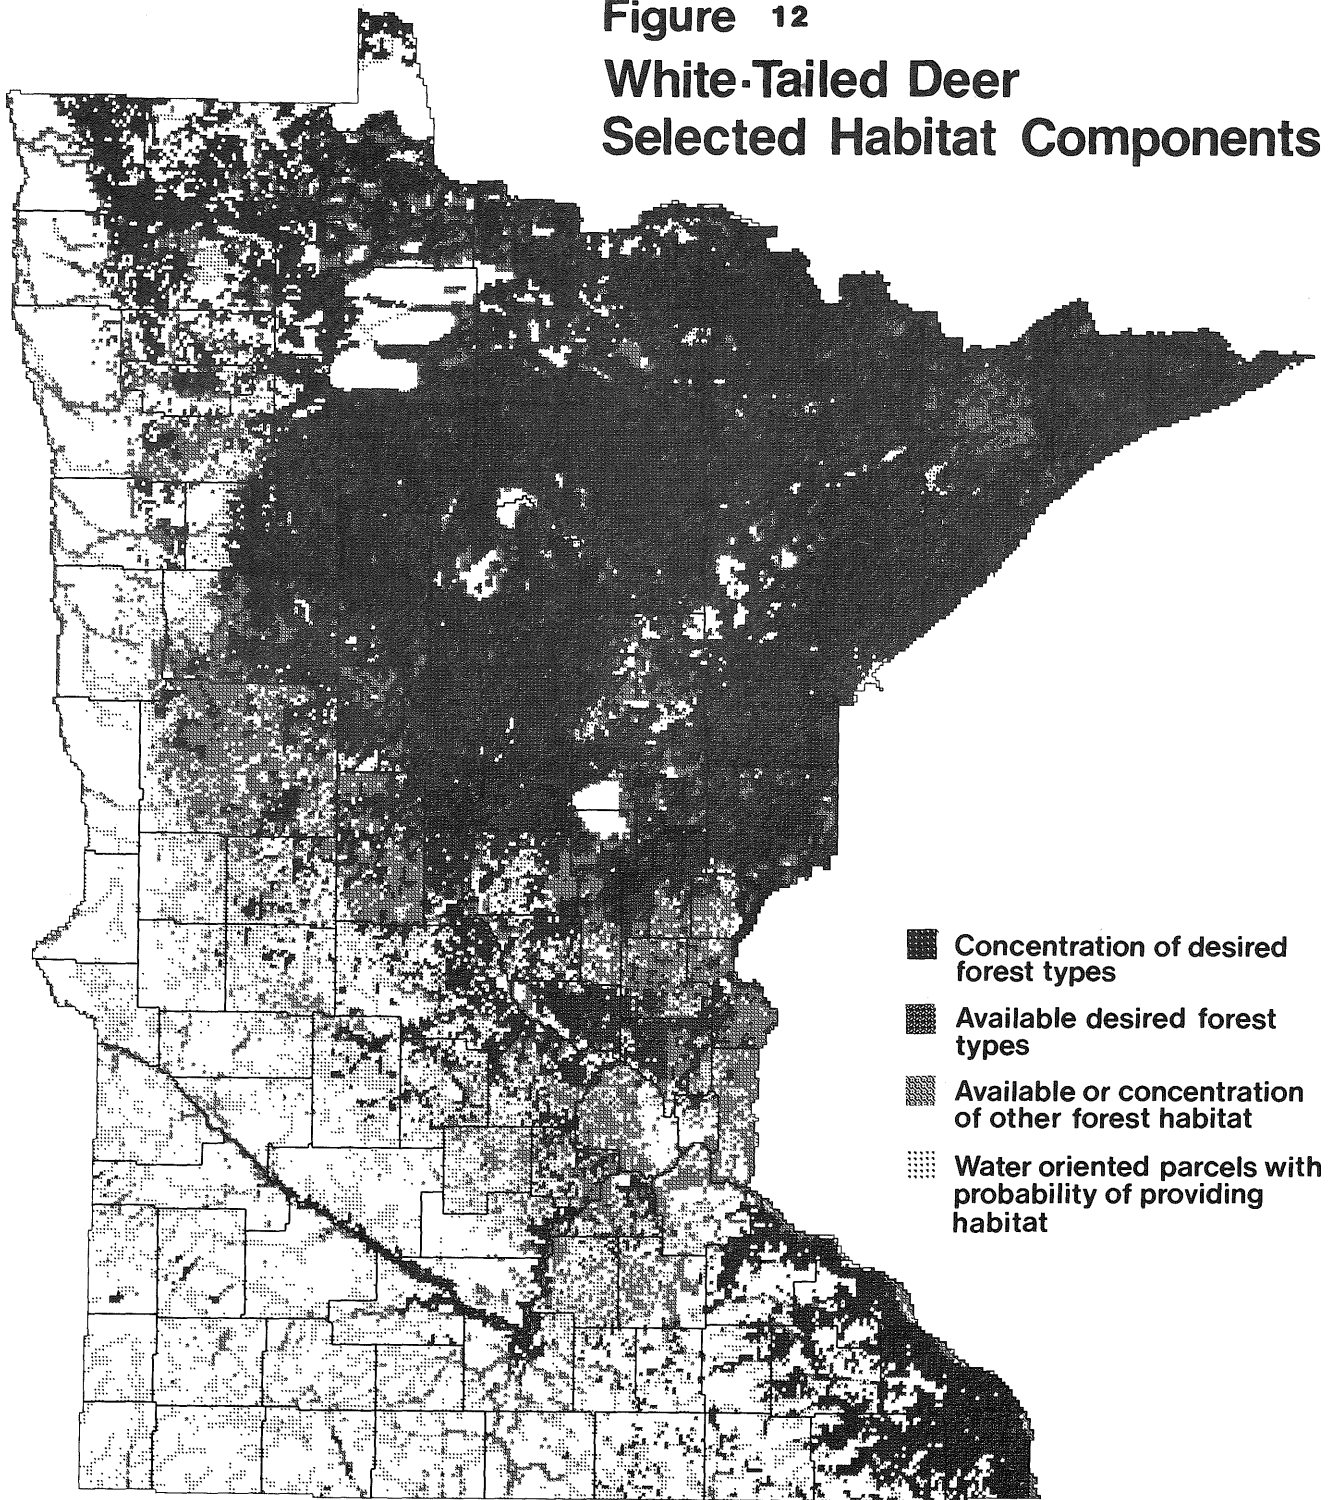 Figure 12
White-Tailed Deer
Selected Habitat Components
Concentration of desired
forest types
Available desired forest
types
Available or concentration
of other forest habitat
Water oriented parcels with
probability of providing
habitat